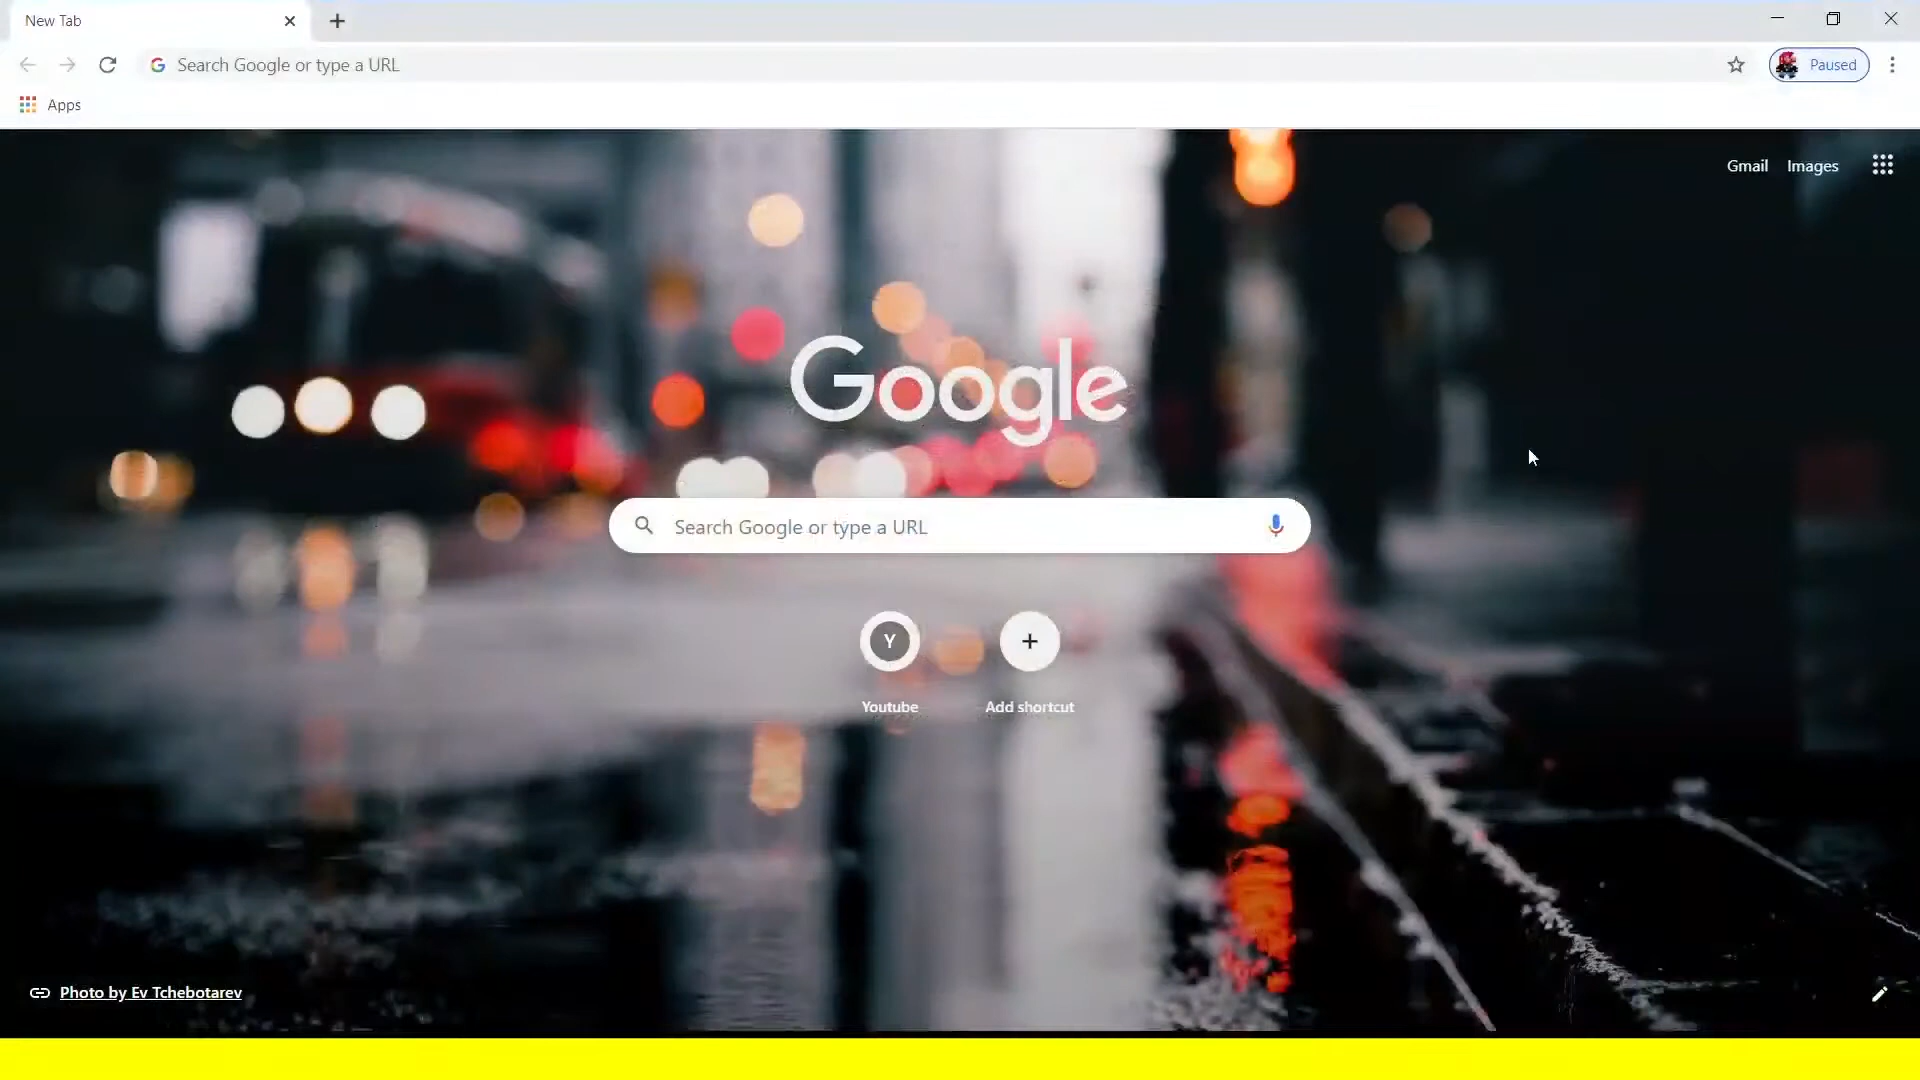 New Tab
Search Google or type a URL
Paused
Apps
Gmail Images
Google
Search Google or type a URL
Y
Youtube Add shortcut
Photo by Ev Tchebotarev